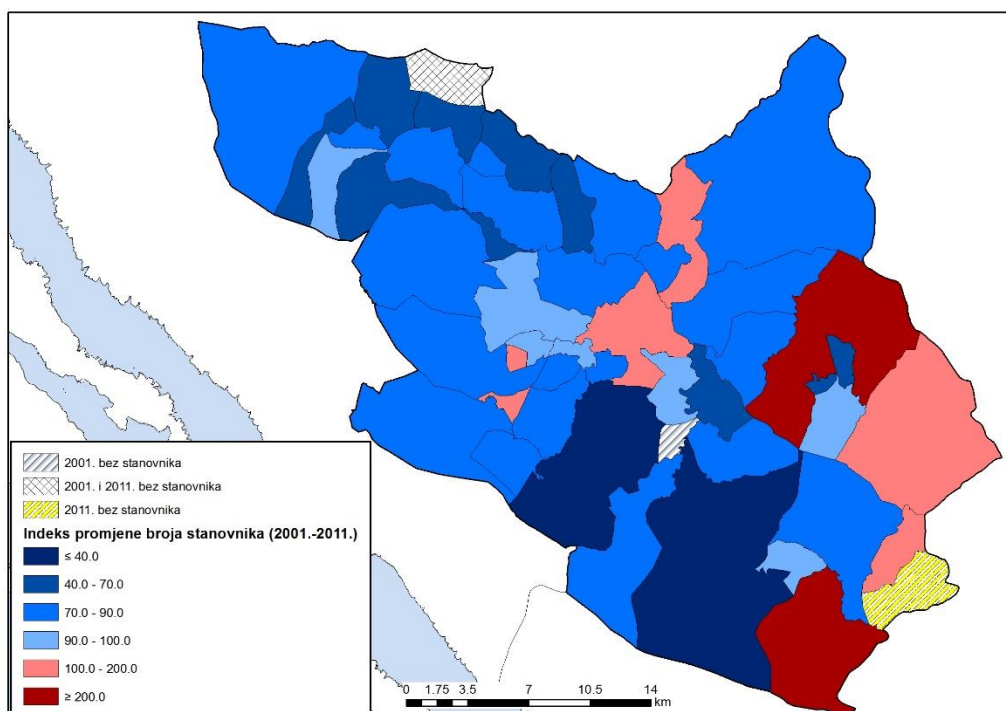 2001. bez stanovnika
2001. i 2011. bez stanovnika
2011. bez stanovnika
Indeks promjene broja stanovnika (2001.-2011.)
≤ 40.0
40.0 - 70.0
70.0 - 90.0
90.0 - 100.0
100.0 - 200.0
≥ 200.0
0 1.75 3.5 7 10.5 14
km